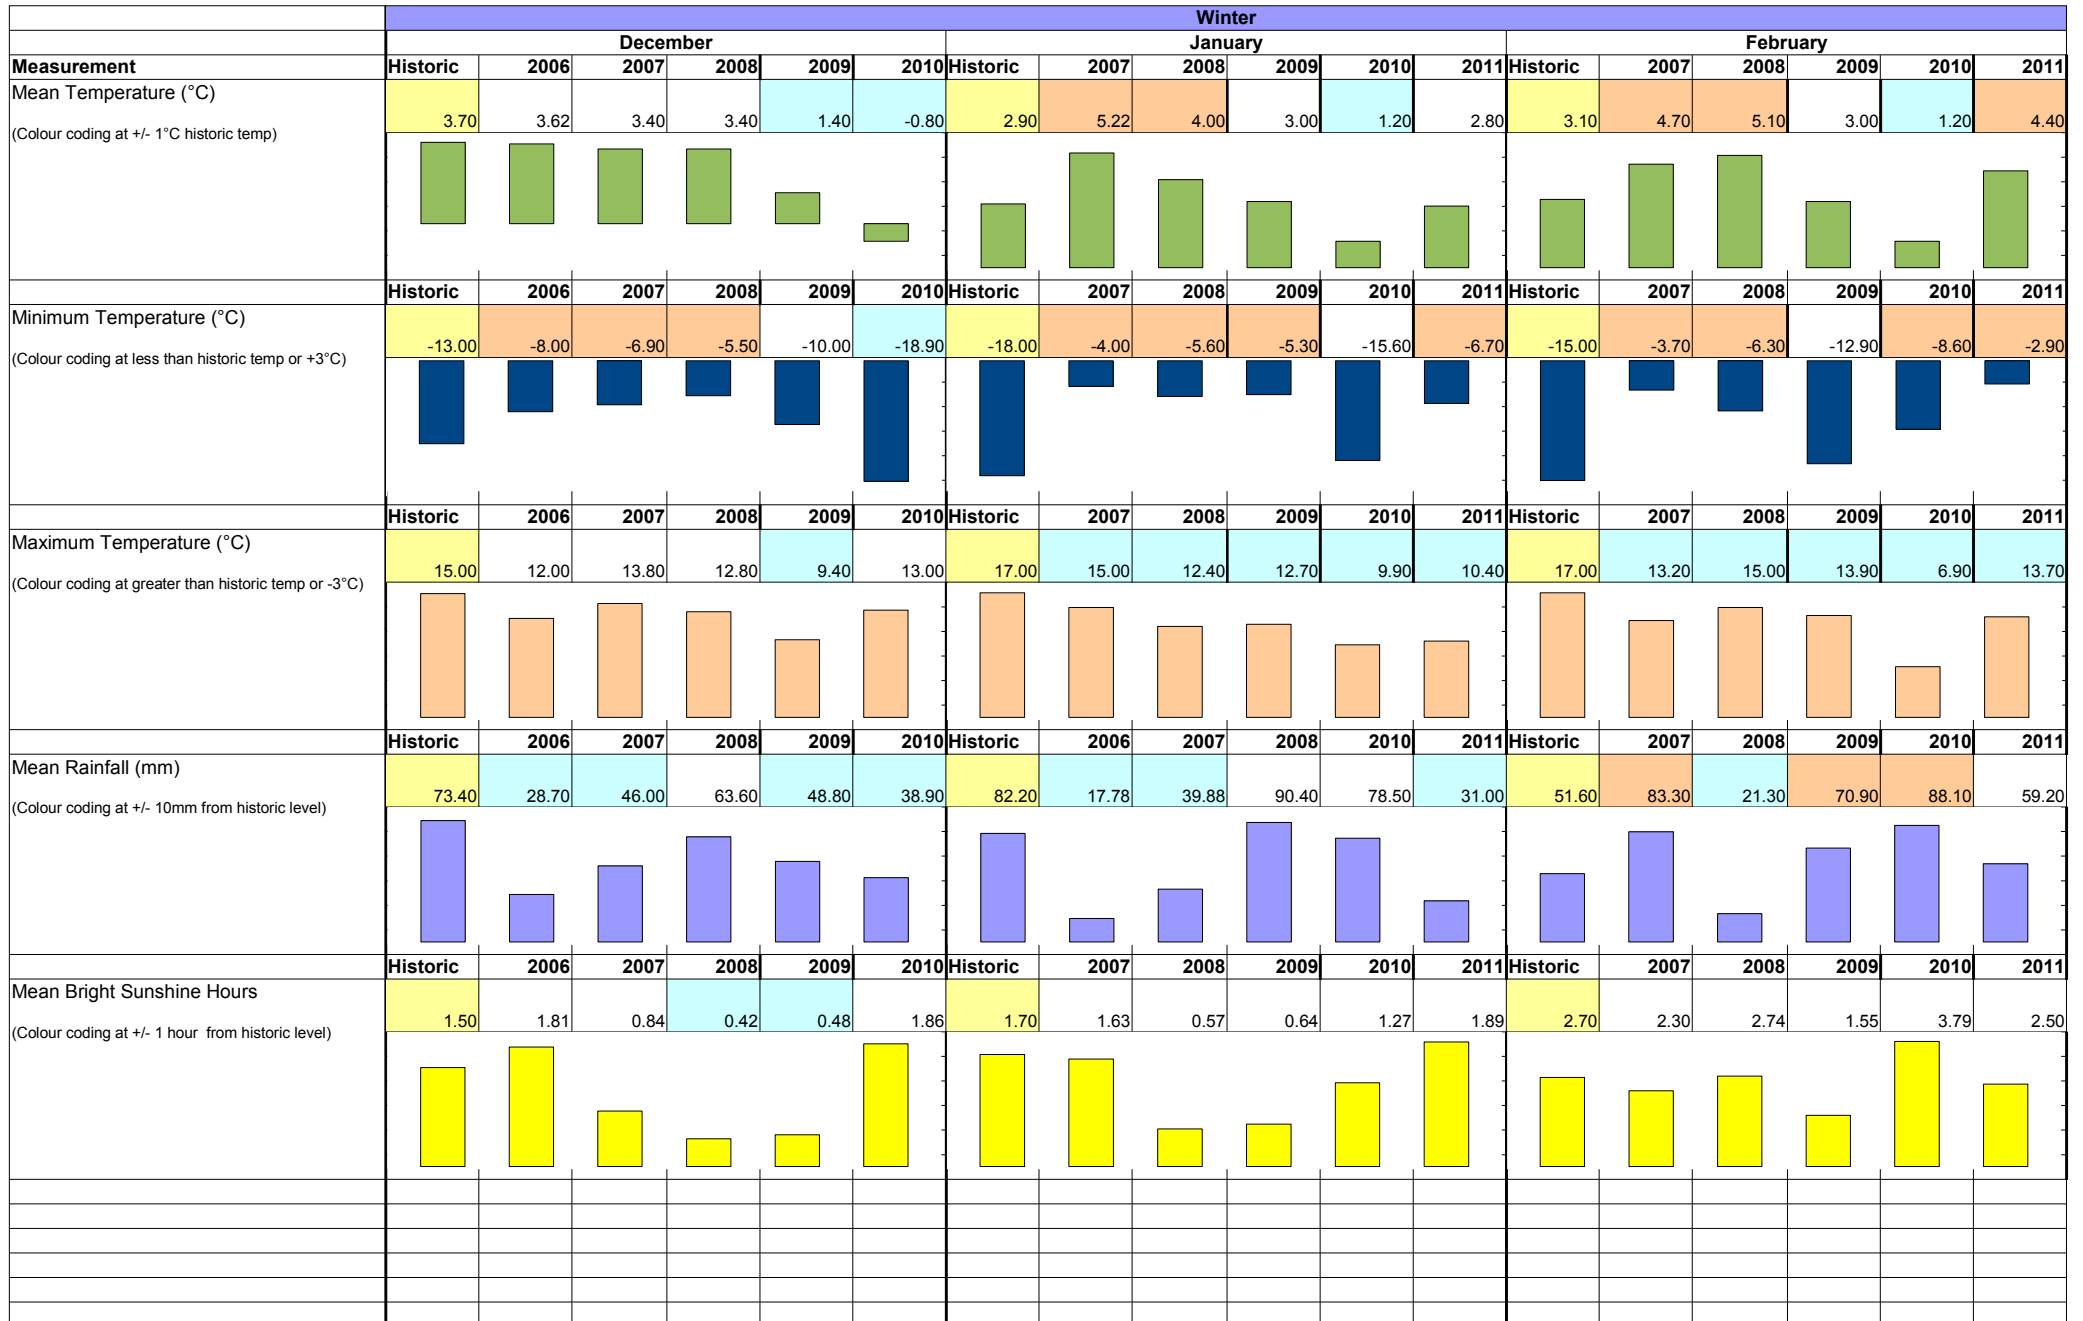 Winter
December January February
Measurement Historic 2006 2007 2008 2009 2010 Historic 2007 2008 2009 2010 2011 Historic 2007 2008 2009 2010 2011
Mean Temperature (°C)
3.70 3.62 3.40 3.40 1.40 -0.80 2.90 5.22 4.00 3.00 1.20 2.80 3.10 4.70 5.10 3.00 1.20 4.40
(Colour coding at +/- 1°C historic temp)
Historic 2006 2007 2008 2009 2010 Historic 2007 2008 2009 2010 2011 Historic 2007 2008 2009 2010 2011
Minimum Temperature (°C)
-13.00 -8.00 -6.90 -5.50 -10.00 -18.90 -18.00 -4.00 -5.60 -5.30 -15.60 -6.70 -15.00 -3.70 -6.30 -12.90 -8.60 -2.90
(Colour coding at less than historic temp or +3°C)
Historic 2006 2007 2008 2009 2010 Historic 2007 2008 2009 2010 2011 Historic 2007 2008 2009 2010 2011
Maximum Temperature (°C)
15.00 12.00 13.80 12.80 9.40 13.00 17.00 15.00 12.40 12.70 9.90 10.40 17.00 13.20 15.00 13.90 6.90 13.70
(Colour coding at greater than historic temp or -3°C)
Historic 2006 2007 2008 2009 2010 Historic 2006 2007 2008 2010 2011 Historic 2007 2008 2009 2010 2011
Mean Rainfall (mm)
73.40 28.70 46.00 63.60 48.80 38.90 82.20 17.78 39.88 90.40 78.50 31.00 51.60 83.30 21.30 70.90 88.10 59.20
(Colour coding at +/- 10mm from historic level)
Historic 2006 2007 2008 2009 2010 Historic 2007 2008 2009 2010 2011 Historic 2007 2008 2009 2010 2011
Mean Bright Sunshine Hours
1.50 1.81 0.84 0.42 0.48 1.86 1.70 1.63 0.57 0.64 1.27 1.89 2.70 2.30 2.74 1.55 3.79 2.50
(Colour coding at +/- 1 hour from historic level)